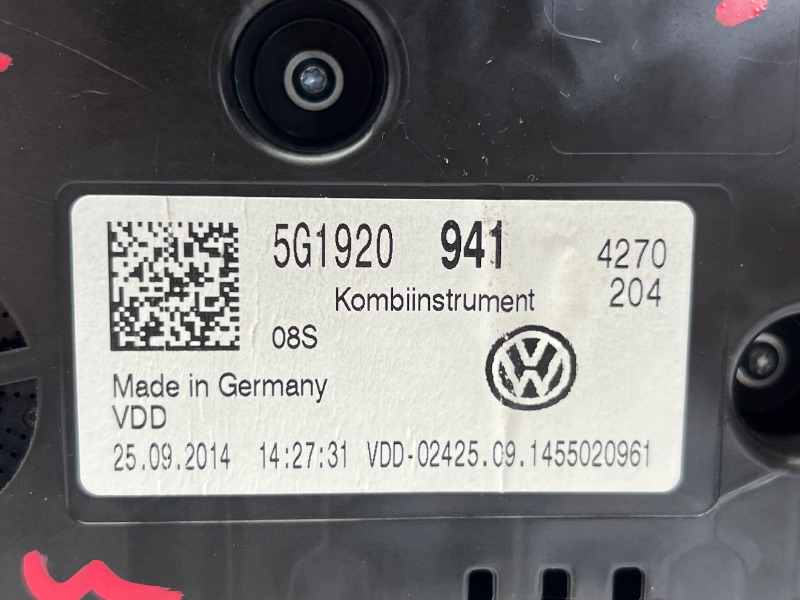 5G1920 941 4270
Kombiinstrument 204
08S
Made in Germany
VDD
25.09.2014 14:27:31 VDD-02425.09.1455020961